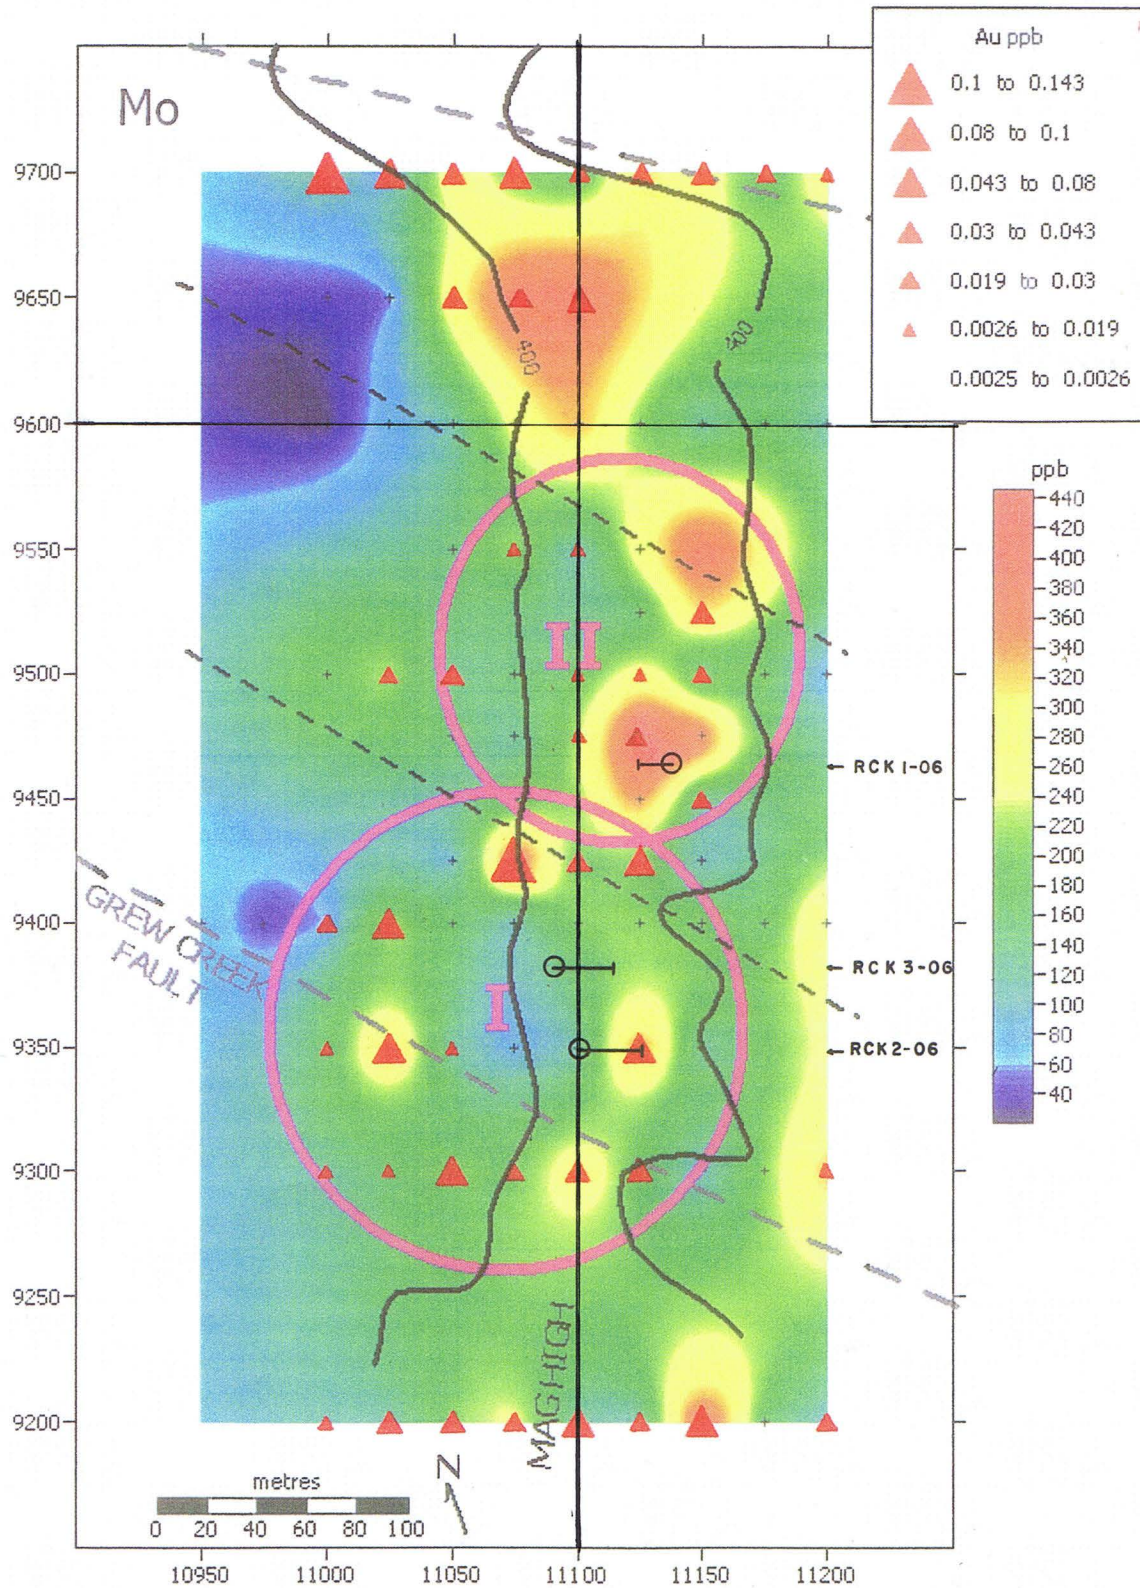 Mo
Au ppb
0.1 to 0.143
0.08 to 0.1
0.043 to 0.08
0.03 to 0.043
0.019 to 0.03
0.0026 to 0.019
0.0025 to 0.0026
9700
9650
9600
9550
9500
9450
9400
9350
9300
9250
9200
400
400
II
I
GREW CREEK
FAULT
MAG HIGH
RCK 1-06
RCK 3-06
RCK 2-06
ppb
440
420
400
380
360
340
320
300
280
260
240
220
200
180
160
140
120
100
80
60
40
N
metres
0 20 40 60 80 100
10950 11000 11050 11100 11150 11200